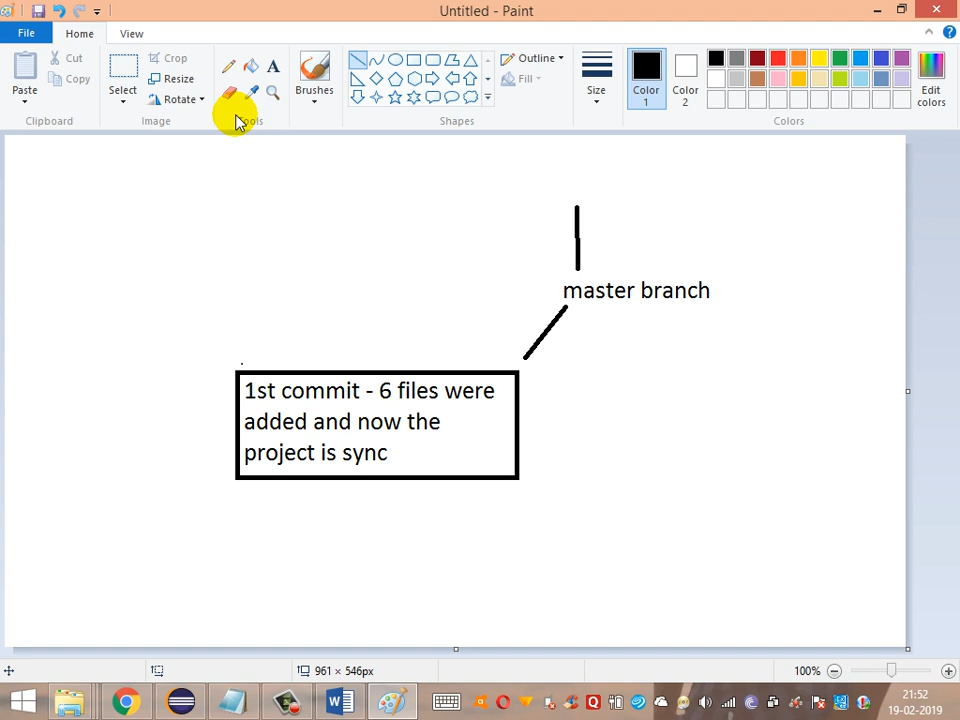 Untitled - Paint
File
Home
View
Paste
Cut
Copy
Clipboard
Select
Crop
Resize
Rotate
Image
A
Tools
Brushes
Outline
Fill
Shapes
Size
Color
1
Color
2
Edit
colors
Colors
master branch
1st commit - 6 files were
added and now the
project is sync
961 × 546px
100%
21:52
19-02-2019